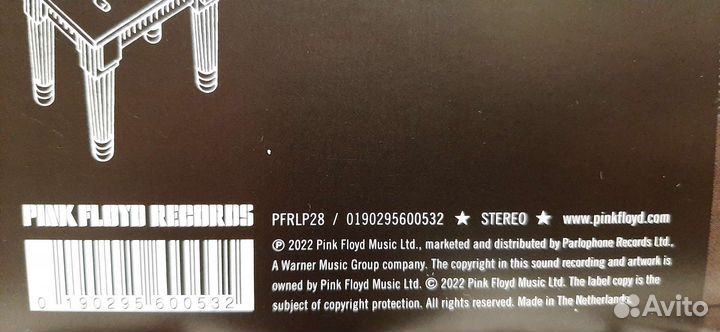 PINK FLOYD RECORDS
PFRLP28 / 0190295600532 ★ STEREO ★ www.pinkfloyd.com
℗ 2022 Pink Floyd Music Ltd., marketed and distributed by Parlophone Records Ltd.,
A Warner Music Group company. The copyright in this sound recording and artwork is
owned by Pink Floyd Music Ltd © 2022 Pink Floyd Music Ltd. The label copy is the
subject of copyright protection. All rights reserved. Made in The Netherlands.
0 190295 600532
Avito